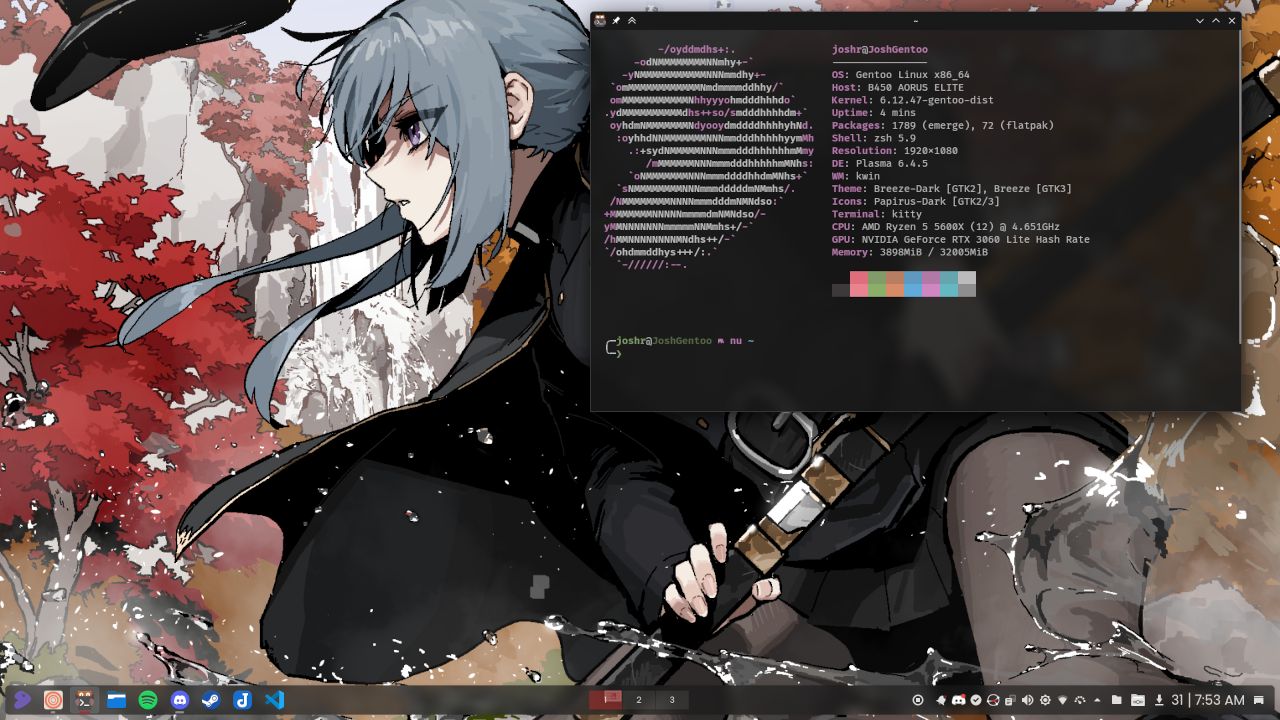 ~
-/oyddmdhs+:.
-odNMMMMMMMMNNmhy+-`
-yNMMMMMMMMMMMNNNmmdhy+-
`omMMMMMMMMMMMMNmdmmmmddhhy/`
omMMMMMMMMMMMNhhyyyohmdddhhhdo`
.ydMMMMMMMMMMdhs++so/smdddhhhhdm+`
oyhdmNMMMMMMMNdyooydmddddhhhhyhNd.
:oyhhdNNMMMMMMMNNNmmdddhhhhhyymMh
.:+sydNMMMMMNNNmmmdddhhhhhhmMmy
/mMMMMMMNNNmmmdddhhhhhmMNhs:
`oNMMMMMMMNNNmmmddddhhdmMNhs+`
`sNMMMMMMMMNNNmmmdddddmNMmhs/.
/NMMMMMMMMNNNNmmmdddmNMNdso:`
+MMMMMMMNNNNNmmmmdmNMNdso/-
yMMNNNNNNNmmmmmNNMmhs+/-`
/hMMNNNNNNNNMNdhs++/-`
`/ohdmmddhys+++/:.`
`-//////:--.
joshr@JoshGentoo
----------------
OS: Gentoo Linux x86_64
Host: B450 AORUS ELITE
Kernel: 6.12.47-gentoo-dist
Uptime: 4 mins
Packages: 1789 (emerge), 72 (flatpak)
Shell: zsh 5.9
Resolution: 1920×1080
DE: Plasma 6.4.5
WM: kwin
Theme: Breeze-Dark [GTK2], Breeze [GTK3]
Icons: Papirus-Dark [GTK2/3]
Terminal: kitty
CPU: AMD Ryzen 5 5600X (12) @ 4.651GHz
GPU: NVIDIA GeForce RTX 3060 Lite Hash Rate
Memory: 3898MiB / 32005MiB
joshr@JoshGentoo nu ~
❯
2 3
31 | 7:53 AM